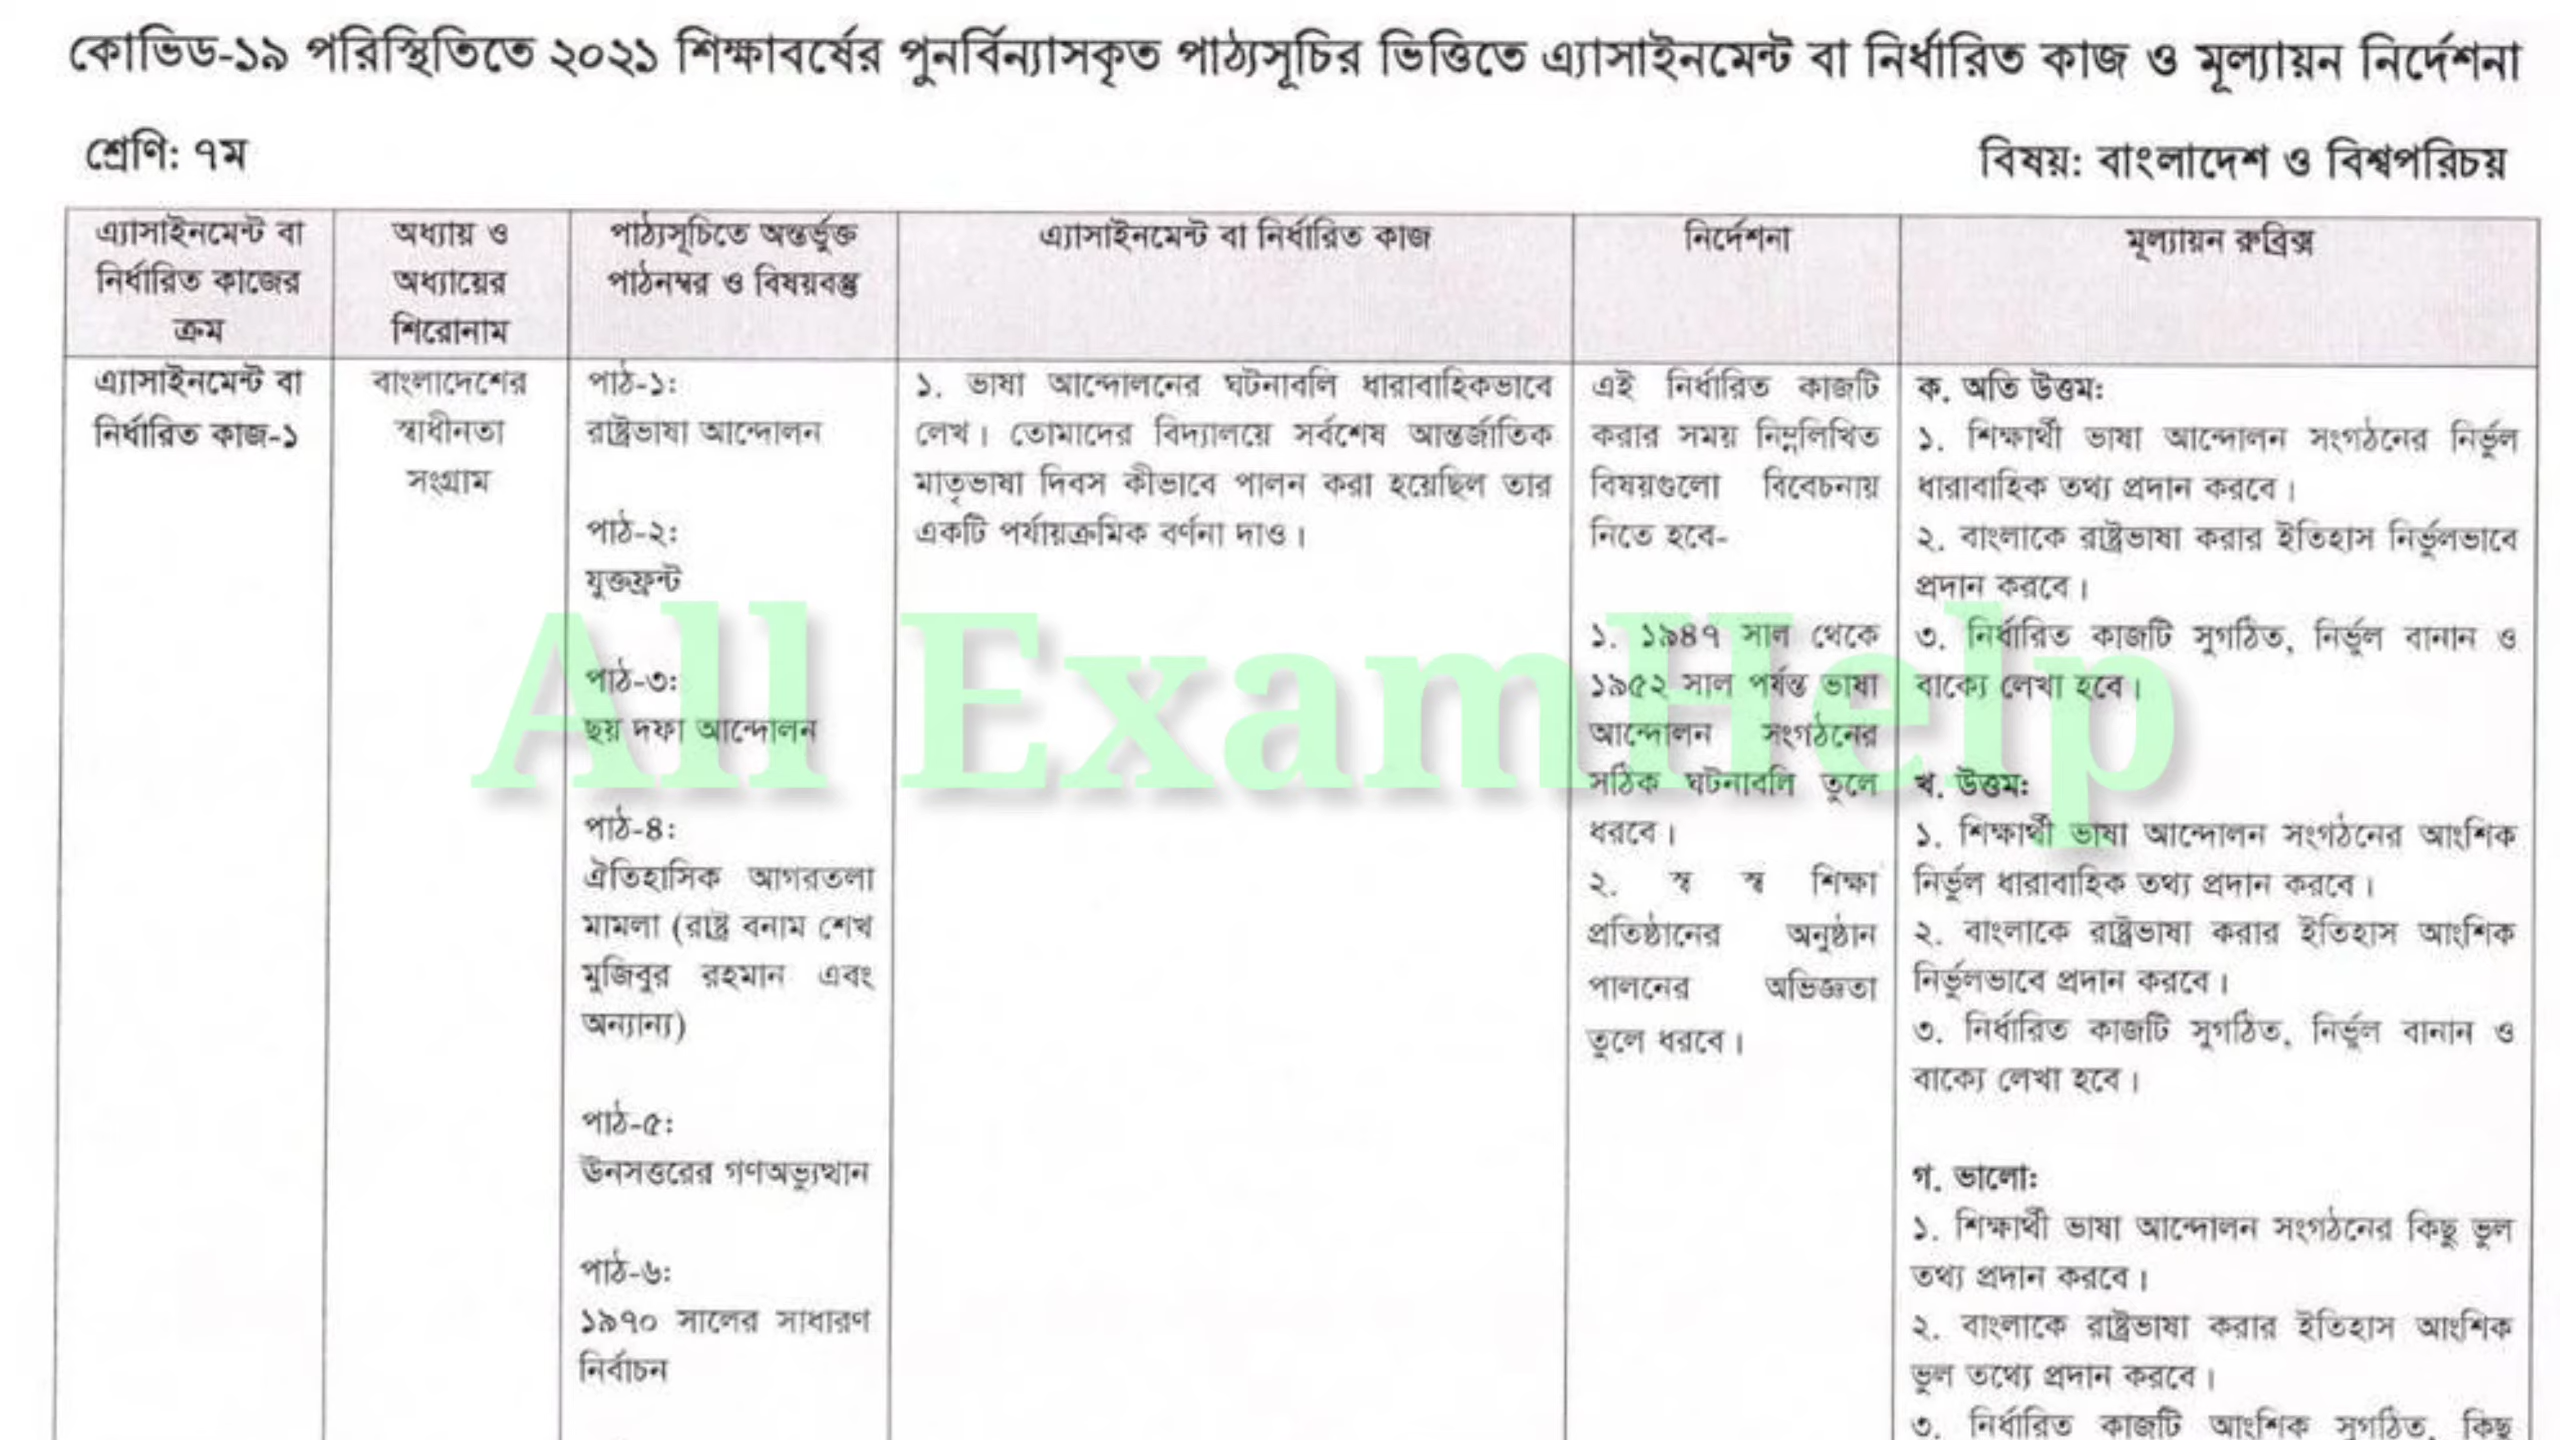 কোভিড-১৯ পরিস্থিতিতে ২০২১ শিক্ষাবর্ষের পুনর্বিন্যাসকৃত পাঠ্যসূচির ভিত্তিতে এ্যাসাইনমেন্ট বা নির্ধারিত কাজ ও মূল্যায়ন নির্দেশনা
শ্রেণি: ৭ম
বিষয়: বাংলাদেশ ও বিশ্বপরিচয়
এ্যাসাইনমেন্ট বা
নির্ধারিত কাজের
ক্রম
অধ্যায় ও
অধ্যায়ের
শিরোনাম
পাঠ্যসূচিতে অন্তর্ভুক্ত
পাঠনম্বর ও বিষয়বস্তু
এ্যাসাইনমেন্ট বা নির্ধারিত কাজ
নির্দেশনা
মূল্যায়ন রুব্রিক্স
এ্যাসাইনমেন্ট বা
নির্ধারিত কাজ-১
বাংলাদেশের
স্বাধীনতা
সংগ্রাম
পাঠ-১:
রাষ্ট্রভাষা আন্দোলন
পাঠ-২:
যুক্তফ্রন্ট
পাঠ-৩:
ছয় দফা আন্দোলন
পাঠ-৪:
ঐতিহাসিক আগরতলা
মামলা (রাষ্ট্র বনাম শেখ
মুজিবুর রহমান এবং
অন্যান্য)
পাঠ-৫:
ঊনসত্তরের গণঅভ্যুত্থান
পাঠ-৬:
১৯৭০ সালের সাধারণ
নির্বাচন
১. ভাষা আন্দোলনের ঘটনাবলি ধারাবাহিকভাবে
লেখ। তোমাদের বিদ্যালয়ে সর্বশেষ আন্তর্জাতিক
মাতৃভাষা দিবস কীভাবে পালন করা হয়েছিল তার
একটি পর্যায়ক্রমিক বর্ণনা দাও।
এই নির্ধারিত কাজটি
করার সময় নিম্নলিখিত
বিষয়গুলো বিবেচনায়
নিতে হবে-
১. ১৯৪৭ সাল থেকে
১৯৫২ সাল পর্যন্ত ভাষা
আন্দোলন সংগঠনের
সঠিক ঘটনাবলি তুলে
ধরবে।
২. স্ব স্ব শিক্ষা
প্রতিষ্ঠানের অনুষ্ঠান
পালনের অভিজ্ঞতা
তুলে ধরবে।
ক. অতি উত্তম:
১. শিক্ষার্থী ভাষা আন্দোলন সংগঠনের নির্ভুল
ধারাবাহিক তথ্য প্রদান করবে।
২. বাংলাকে রাষ্ট্রভাষা করার ইতিহাস নির্ভুলভাবে
প্রদান করবে।
৩. নির্ধারিত কাজটি সুগঠিত, নির্ভুল বানান ও
বাক্যে লেখা হবে।
খ. উত্তম:
১. শিক্ষার্থী ভাষা আন্দোলন সংগঠনের আংশিক
নির্ভুল ধারাবাহিক তথ্য প্রদান করবে।
২. বাংলাকে রাষ্ট্রভাষা করার ইতিহাস আংশিক
নির্ভুলভাবে প্রদান করবে।
৩. নির্ধারিত কাজটি সুগঠিত, নির্ভুল বানান ও
বাক্যে লেখা হবে।
গ. ভালো:
১. শিক্ষার্থী ভাষা আন্দোলন সংগঠনের কিছু ভুল
তথ্য প্রদান করবে।
২. বাংলাকে রাষ্ট্রভাষা করার ইতিহাস আংশিক
ভুল তথ্যে প্রদান করবে।
৩. নির্ধারিত কাজটি আংশিক সুগঠিত, কিছু
All ExamHelp